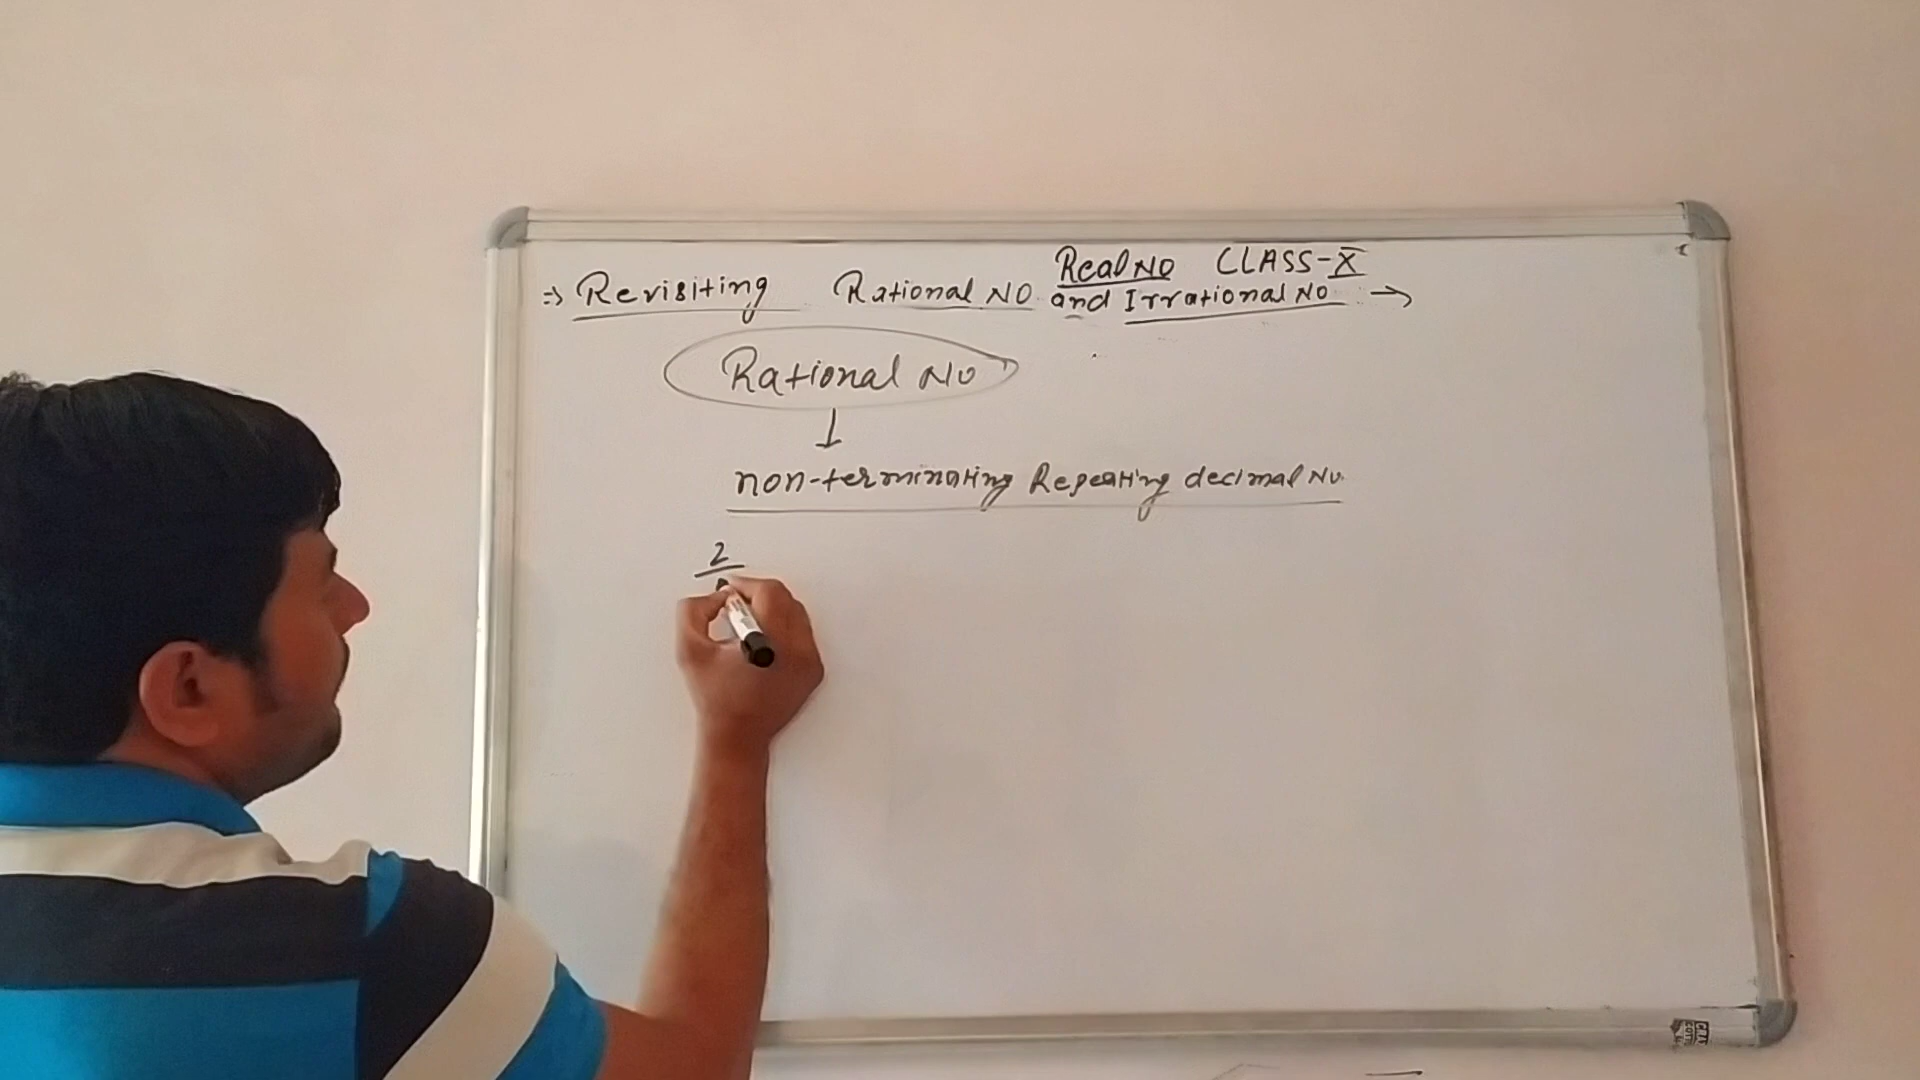 Real No CLASS-X
⇒ Revisiting Rational NO. and Irrational No →
Rational No
non-terminating Repeating decimal No.
2